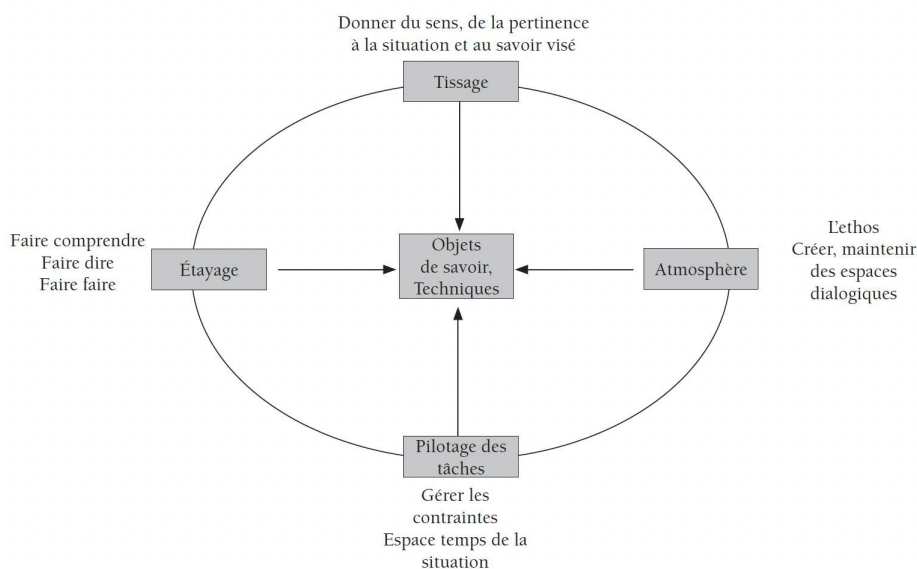 Donner du sens, de la pertinence
à la situation et au savoir visé
Tissage
Faire comprendre
Faire dire
Faire faire
Étayage
Objets
de savoir,
Techniques
Atmosphère
L'ethos
Créer, maintenir
des espaces
dialogiques
Pilotage des
tâches
Gérer les
contraintes
Espace temps de la
situation